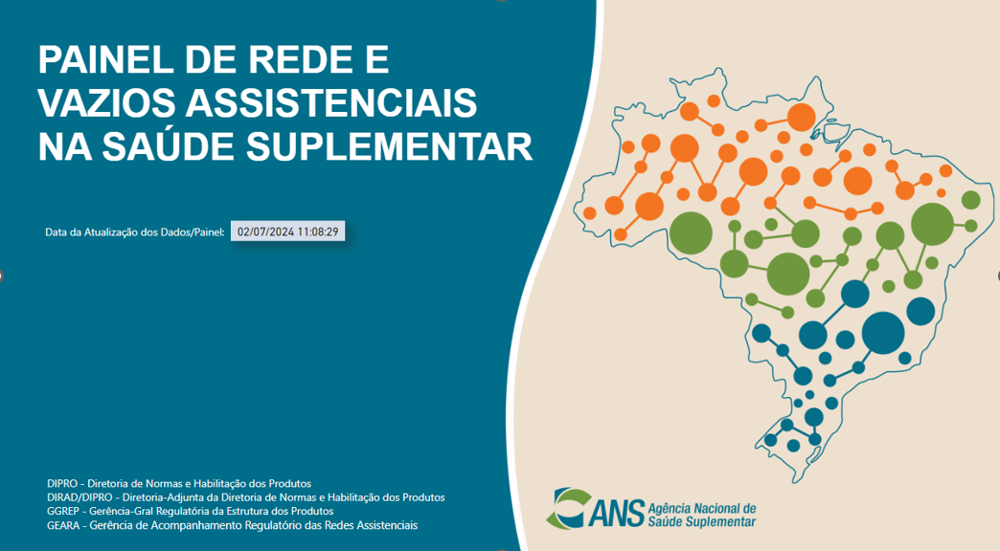 PAINEL DE REDE E
VAZIOS ASSISTENCIAIS
NA SAÚDE SUPLEMENTAR
Data da Atualização dos Dados/Painel: 02/07/2024 11:08:29
DIPRO - Diretoria de Normas e Habilitação dos Produtos
DIRAD/DIPRO - Diretoria-Adjunta da Diretoria de Normas e Habilitação dos Produtos
GGREP - Gerência-Gral Regulatória da Estrutura dos Produtos
GEARA - Gerência de Acompanhamento Regulatório das Redes Assistenciais
ANS Agência Nacional de
Saúde Suplementar